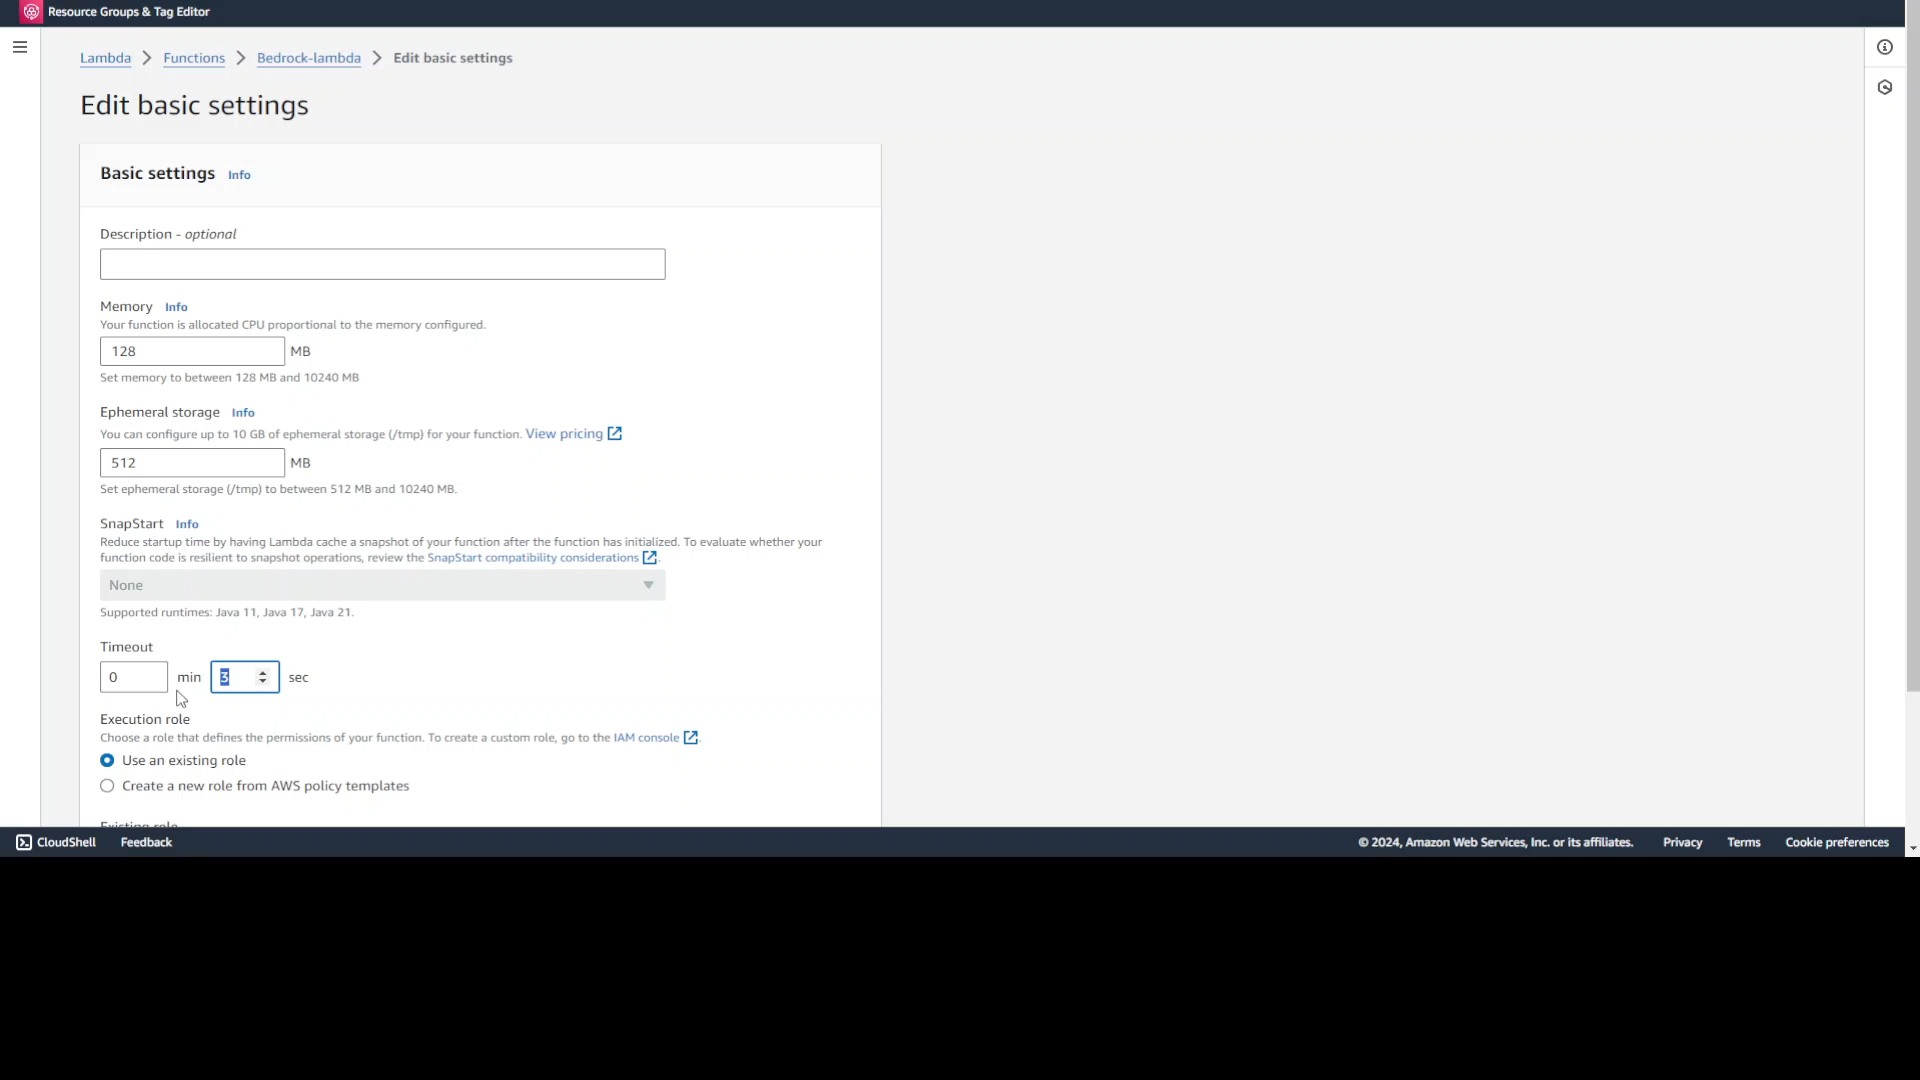 Resource Groups & Tag Editor
Lambda > Functions > Bedrock-lambda > Edit basic settings
Edit basic settings
Basic settings Info
Description - optional
Memory Info
Your function is allocated CPU proportional to the memory configured.
128 MB
Set memory to between 128 MB and 10240 MB
Ephemeral storage Info
You can configure up to 10 GB of ephemeral storage (/tmp) for your function. View pricing
512 MB
Set ephemeral storage (/tmp) to between 512 MB and 10240 MB.
SnapStart Info
Reduce startup time by having Lambda cache a snapshot of your function after the function has initialized. To evaluate whether your
function code is resilient to snapshot operations, review the SnapStart compatibility considerations.
None
Supported runtimes: Java 11, Java 17, Java 21.
Timeout
0 min 3 sec
Execution role
Choose a role that defines the permissions of your function. To create a custom role, go to the IAM console.
Use an existing role
Create a new role from AWS policy templates
Existing role
CloudShell Feedback © 2024, Amazon Web Services, Inc. or its affiliates. Privacy Terms Cookie preferences